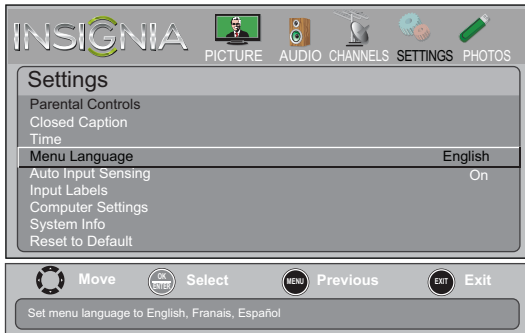 INSIGNIA
PICTURE AUDIO CHANNELS SETTINGS PHOTOS
Settings
Parental Controls
Closed Caption
Time
Menu Language English
Auto Input Sensing On
Input Labels
Computer Settings
System Info
Reset to Default
Move OK ENTER Select MENU Previous EXIT Exit
Set menu language to English, Franais, Español